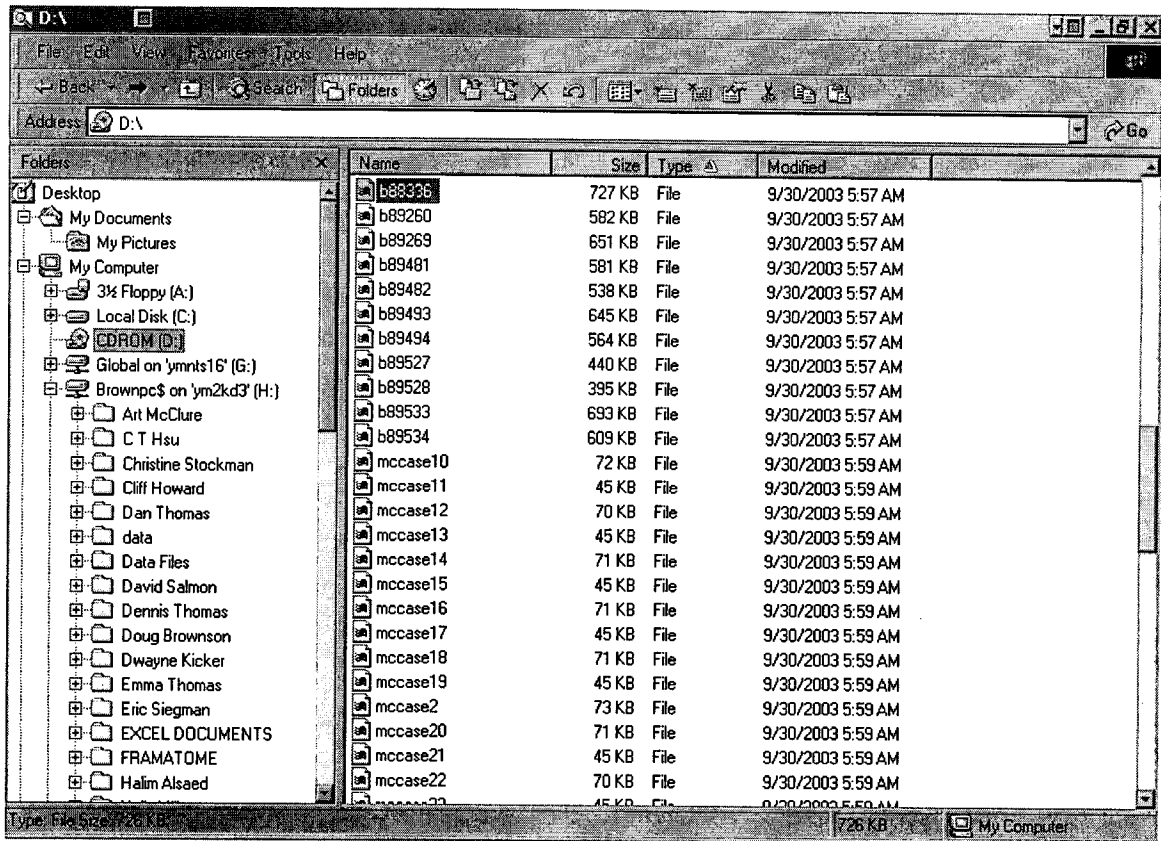 D:\
File Edit View Favorites Tools Help
Back Search Folders
Address D:\ Go
Folders
Desktop
My Documents
My Pictures
My Computer
3½ Floppy (A:)
Local Disk (C:)
CDROM (D:)
Global on 'ymnts16' (G:)
Brownpc$ on 'ym2kd3' (H:)
Art McClure
C T Hsu
Christine Stockman
Cliff Howard
Dan Thomas
data
Data Files
David Salmon
Dennis Thomas
Doug Brownson
Dwayne Kicker
Emma Thomas
Eric Siegman
EXCEL DOCUMENTS
FRAMATOME
Halim Alsaed
Name Size Type Modified
b88336 727 KB File 9/30/2003 5:57 AM
b89260 582 KB File 9/30/2003 5:57 AM
b89269 651 KB File 9/30/2003 5:57 AM
b89481 581 KB File 9/30/2003 5:57 AM
b89482 538 KB File 9/30/2003 5:57 AM
b89493 645 KB File 9/30/2003 5:57 AM
b89494 564 KB File 9/30/2003 5:57 AM
b89527 440 KB File 9/30/2003 5:57 AM
b89528 395 KB File 9/30/2003 5:57 AM
b89533 693 KB File 9/30/2003 5:57 AM
b89534 609 KB File 9/30/2003 5:57 AM
mccase10 72 KB File 9/30/2003 5:59 AM
mccase11 45 KB File 9/30/2003 5:59 AM
mccase12 70 KB File 9/30/2003 5:59 AM
mccase13 45 KB File 9/30/2003 5:59 AM
mccase14 71 KB File 9/30/2003 5:59 AM
mccase15 45 KB File 9/30/2003 5:59 AM
mccase16 71 KB File 9/30/2003 5:59 AM
mccase17 45 KB File 9/30/2003 5:59 AM
mccase18 71 KB File 9/30/2003 5:59 AM
mccase19 45 KB File 9/30/2003 5:59 AM
mccase2 73 KB File 9/30/2003 5:59 AM
mccase20 71 KB File 9/30/2003 5:59 AM
mccase21 45 KB File 9/30/2003 5:59 AM
mccase22 70 KB File 9/30/2003 5:59 AM
Type: File Size: 726 KB 726 KB My Computer